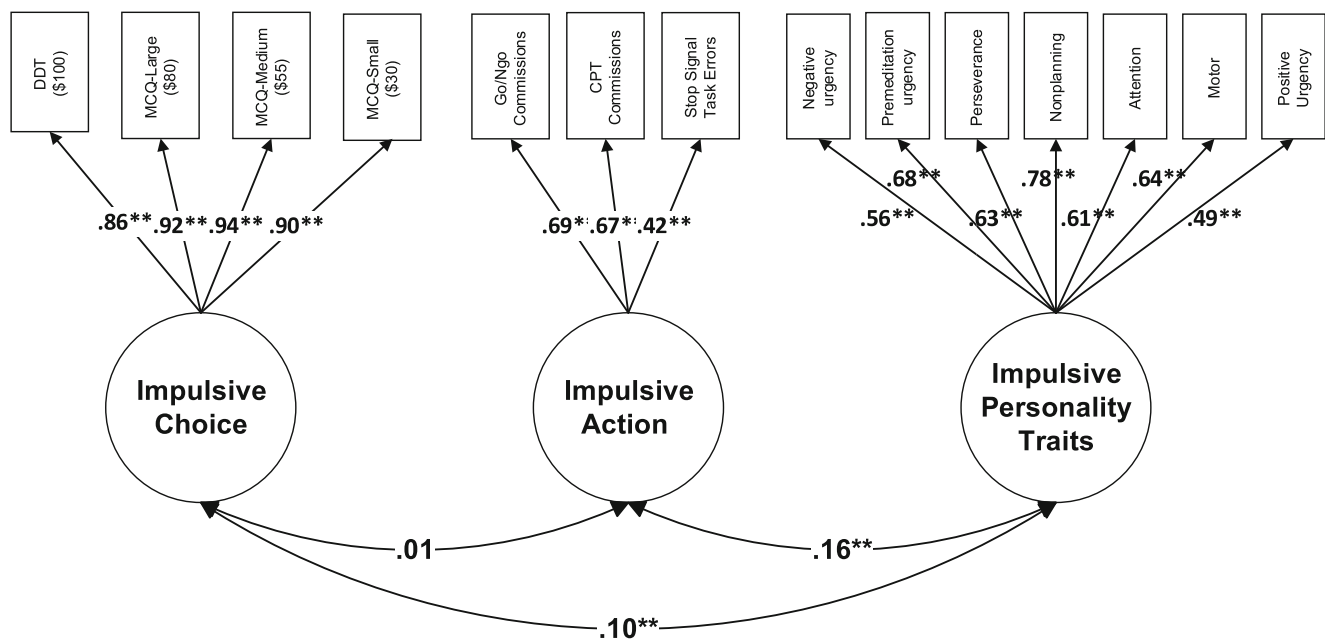 DDT
($100)
MCQ-Large
($80)
MCQ-Medium
($55)
MCQ-Small
($30)
Go/Ngo
Commissions
CPT
Commissions
Stop Signal
Task Errors
Negative
urgency
Premeditation
urgency
Perseverance
Nonplanning
Attention
Motor
Positive
Urgency
.86**
.92**
.94**
.90**
.69*
.67*
.42**
.56**
.68**
.63**
.78**
.61**
.64**
.49**
Impulsive
Choice
Impulsive
Action
Impulsive
Personality
Traits
.01
.16**
.10**